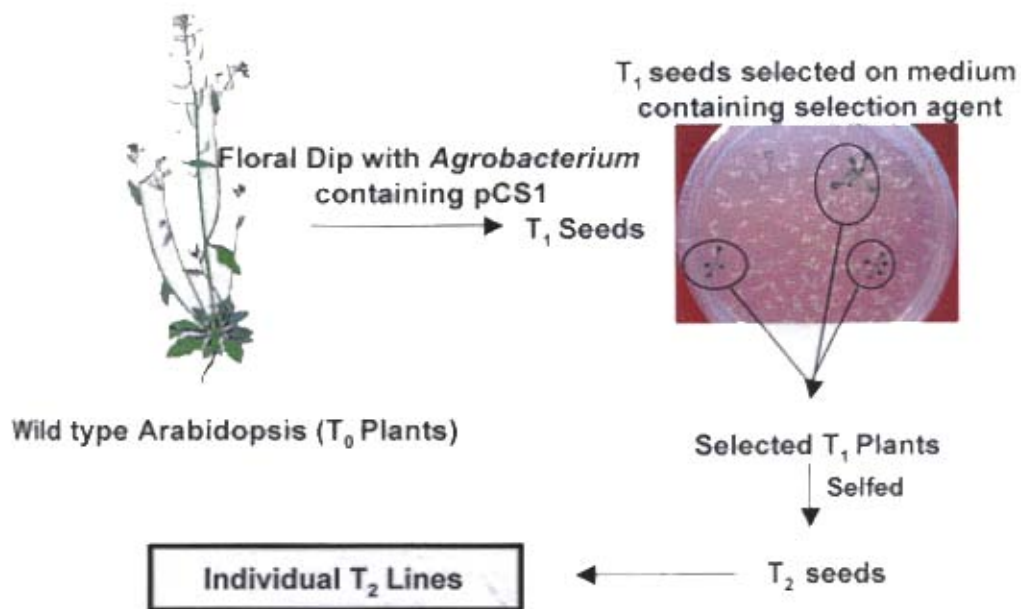 T₁ seeds selected on medium
containing selection agent
Floral Dip with Agrobacterium
containing pCS1
T₁ Seeds
Wild type Arabidopsis (T₀ Plants)
Selected T₁ Plants
Selfed
T₂ seeds
Individual T₂ Lines